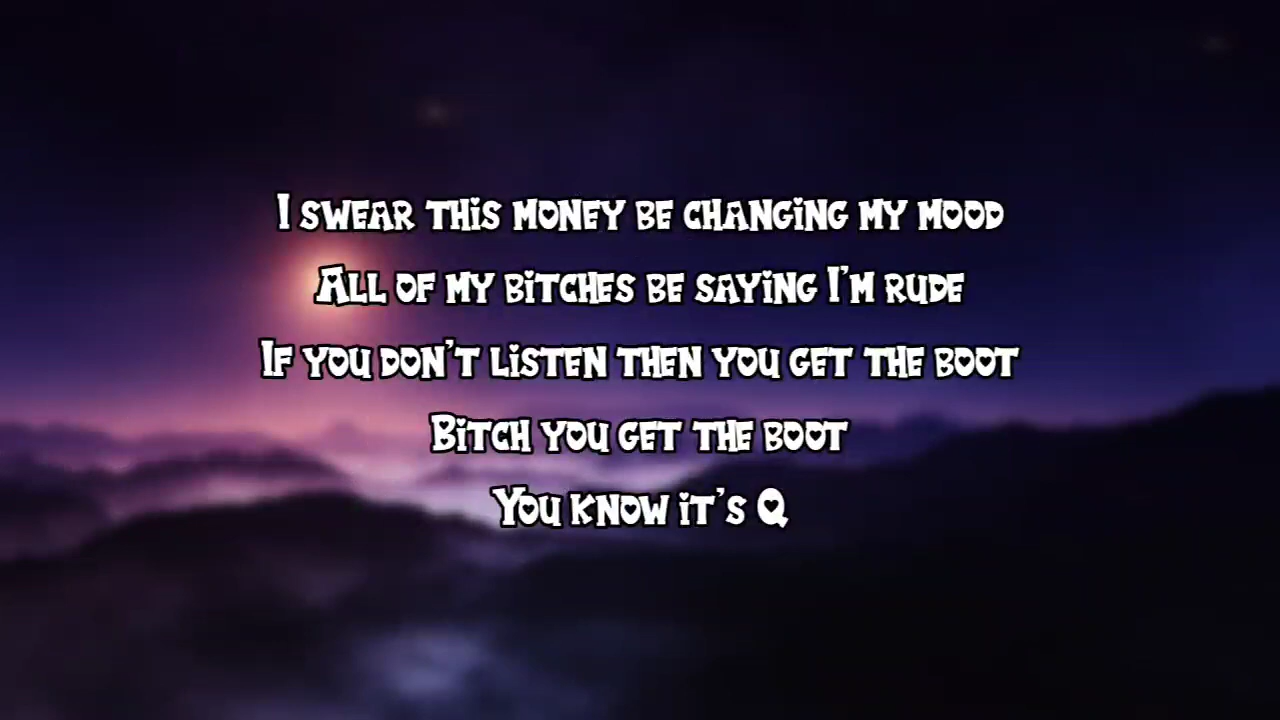 I swear this money be changing my mood
All of my bitches be saying I'm rude
If you don't listen then you get the boot
Bitch you get the boot
You know it's Q